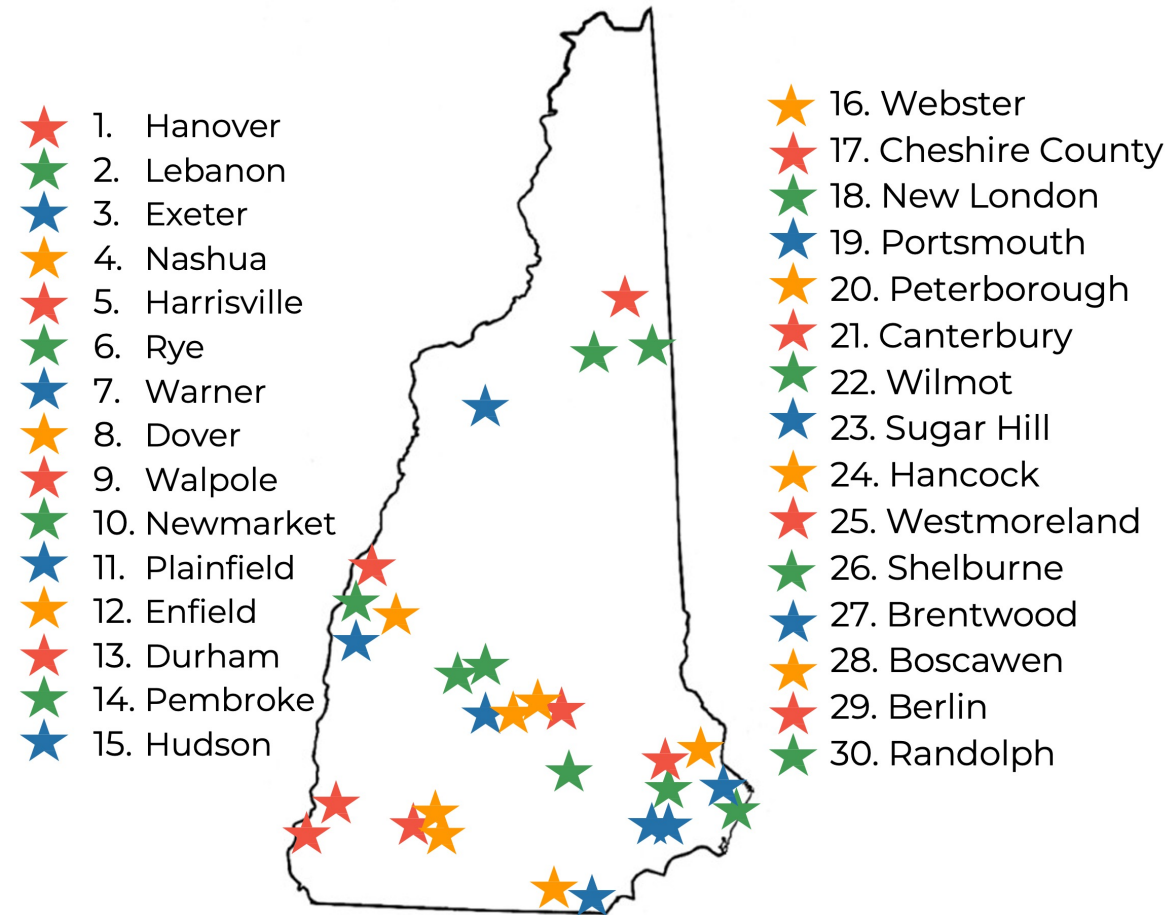 1. Hanover
2. Lebanon
3. Exeter
4. Nashua
5. Harrisville
6. Rye
7. Warner
8. Dover
9. Walpole
10. Newmarket
11. Plainfield
12. Enfield
13. Durham
14. Pembroke
15. Hudson
16. Webster
17. Cheshire County
18. New London
19. Portsmouth
20. Peterborough
21. Canterbury
22. Wilmot
23. Sugar Hill
24. Hancock
25. Westmoreland
26. Shelburne
27. Brentwood
28. Boscawen
29. Berlin
30. Randolph